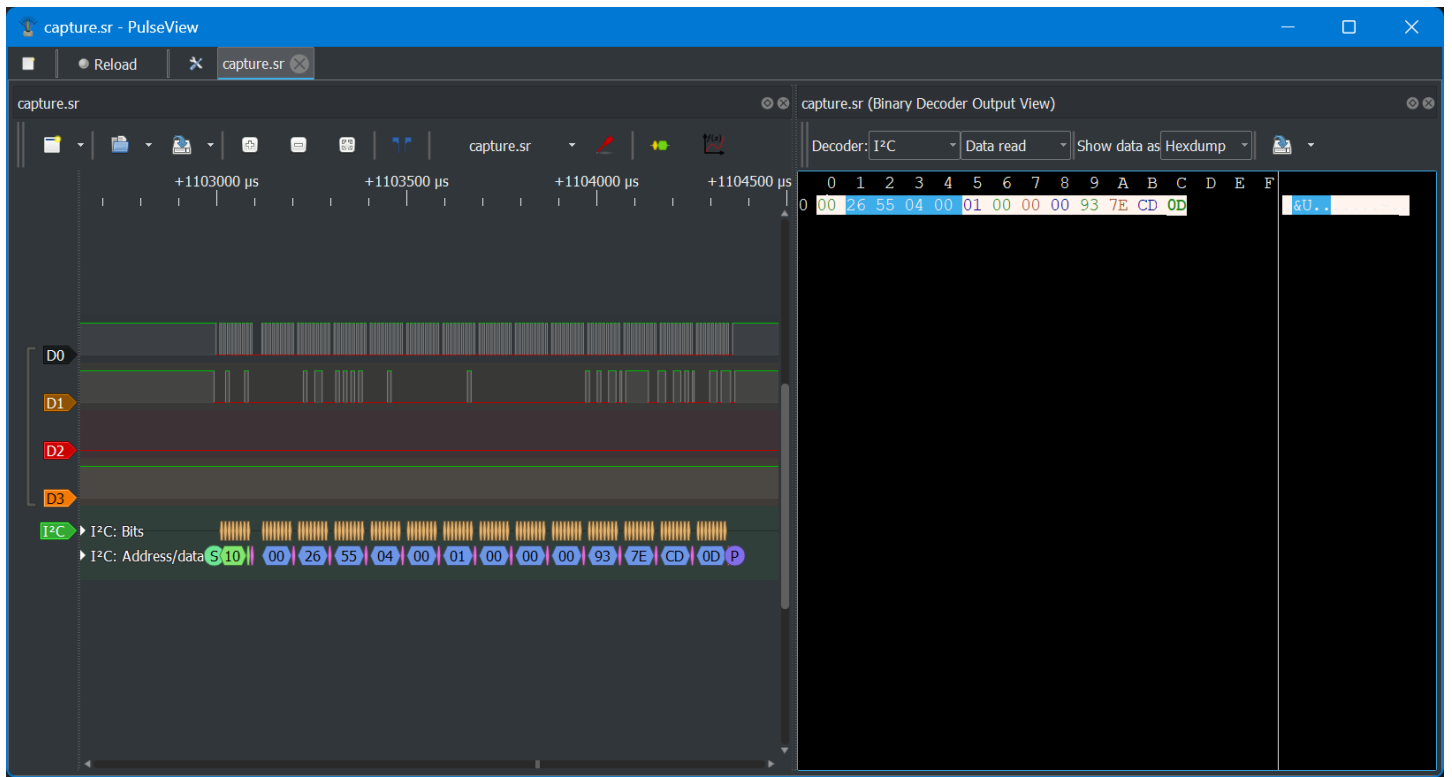 capture.sr - PulseView
Reload
capture.sr
capture.sr
capture.sr
+1103000 µs +1103500 µs +1104000 µs +1104500 µs
D0
D1
D2
D3
I²C I²C: Bits
I²C: Address/data S 10 00 26 55 04 00 01 00 00 00 93 7E CD 0D P
capture.sr (Binary Decoder Output View)
Decoder: I²C Data read Show data as Hexdump
0 1 2 3 4 5 6 7 8 9 A B C D E F
0 00 26 55 04 00 01 00 00 00 93 7E CD 0D &U..